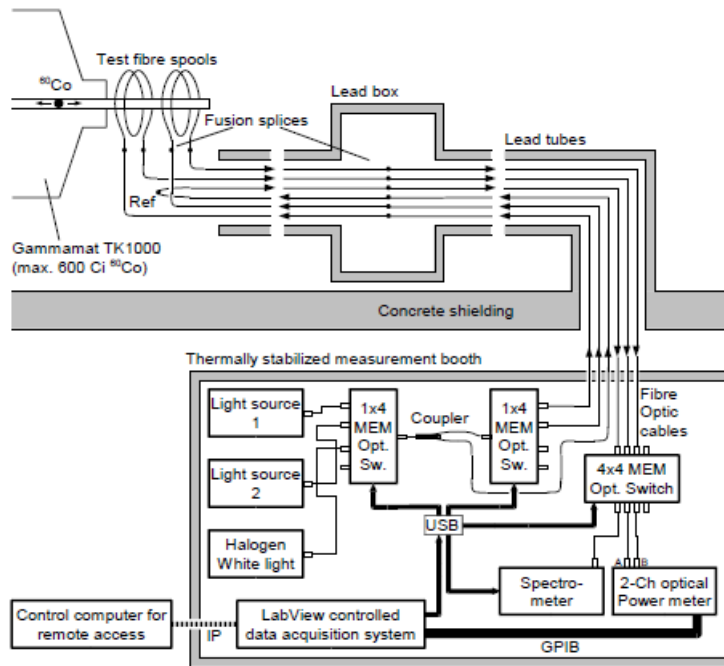 Test fibre spools
⁶⁰Co
Lead box
Fusion splices
Lead tubes
Ref
Gammamat TK1000
(max. 600 Ci ⁶⁰Co)
Concrete shielding
Thermally stabilized measurement booth
Light source
1
1x4
MEM
Opt.
Sw.
Coupler
1x4
MEM
Opt.
Sw.
Fibre
Optic
cables
Light source
2
4x4 MEM
Opt. Switch
USB
Halogen
White light
A
B
Spectro-
meter
2-Ch optical
Power meter
Control computer for
remote access
IP
LabView controlled
data acquisition system
GPIB